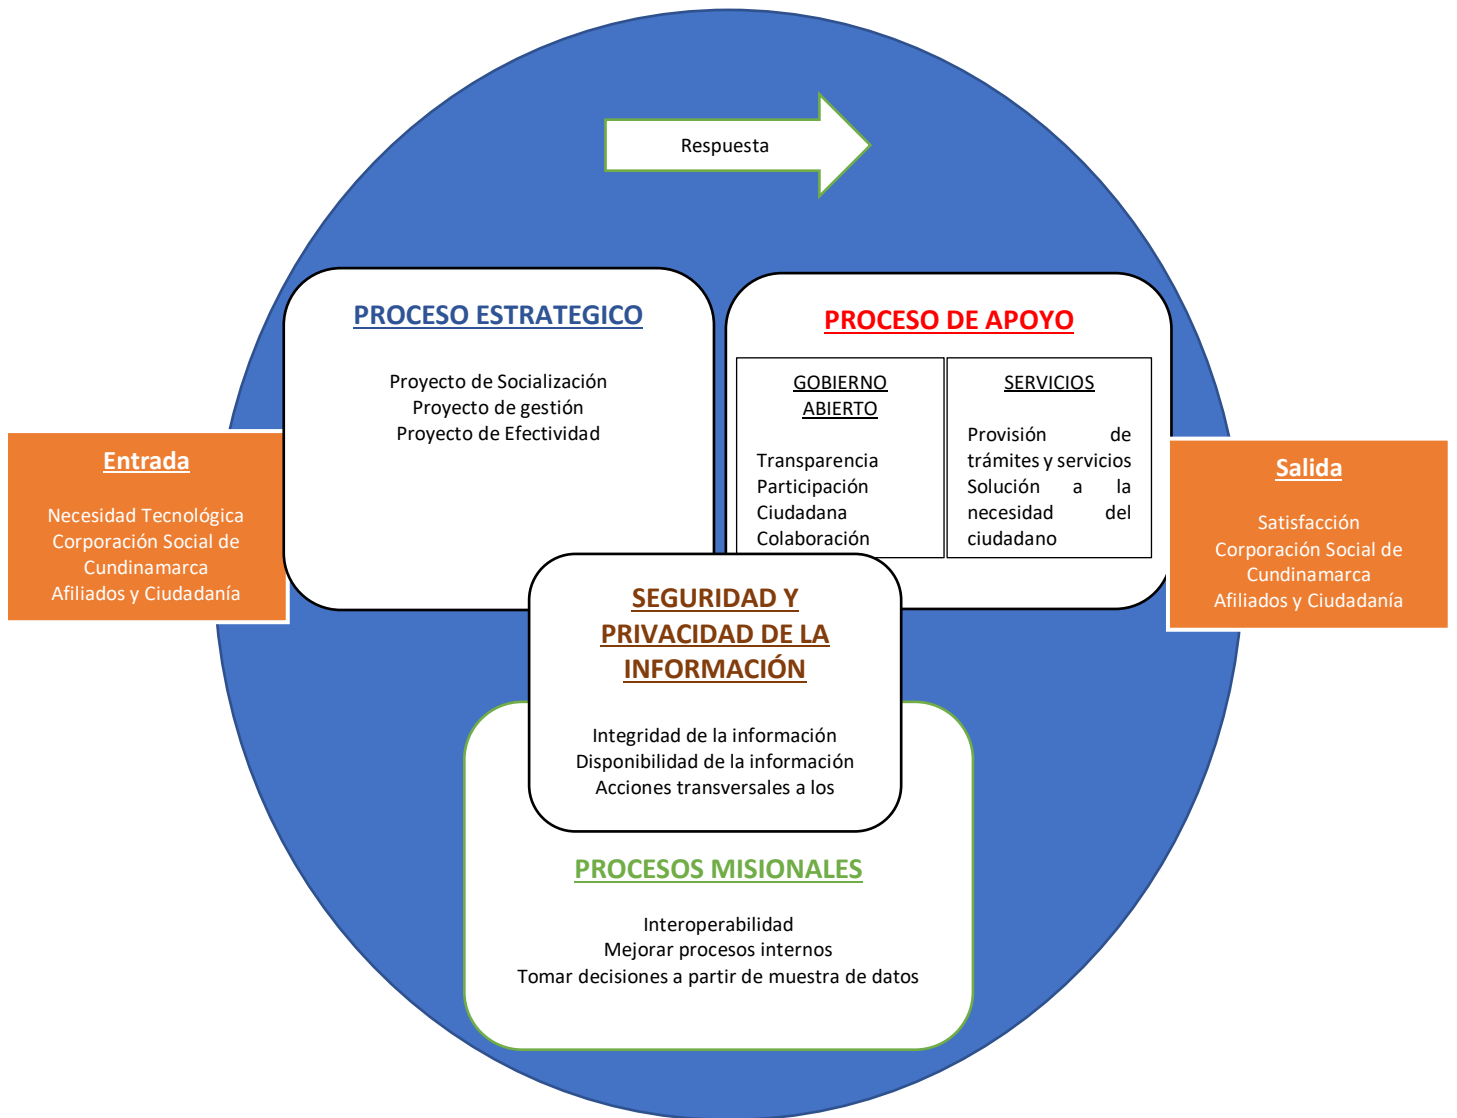 Respuesta
PROCESO ESTRATEGICO
Proyecto de Socialización
Proyecto de gestión
Proyecto de Efectividad
PROCESO DE APOYO
GOBIERNO
ABIERTO
Transparencia
Participación
Ciudadana
Colaboración
SERVICIOS
Provisión de
trámites y servicios
Solución a la
necesidad del
ciudadano
Entrada
Necesidad Tecnológica
Corporación Social de
Cundinamarca
Afiliados y Ciudadanía
Salida
Satisfacción
Corporación Social de
Cundinamarca
Afiliados y Ciudadanía
SEGURIDAD Y
PRIVACIDAD DE LA
INFORMACIÓN
Integridad de la información
Disponibilidad de la información
Acciones transversales a los
PROCESOS MISIONALES
Interoperabilidad
Mejorar procesos internos
Tomar decisiones a partir de muestra de datos